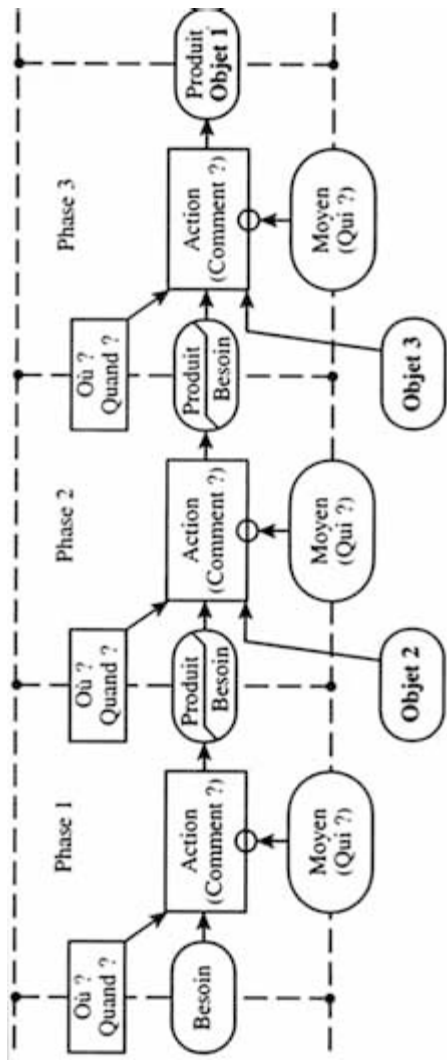 Phase 1
Phase 2
Phase 3
Où ?
Quand ?
Besoin
Action
(Comment ?)
Moyen
(Qui ?)
Où ?
Quand ?
Produit
Besoin
Action
(Comment ?)
Moyen
(Qui ?)
Objet 2
Où ?
Quand ?
Produit
Besoin
Action
(Comment ?)
Moyen
(Qui ?)
Objet 3
Produit
Objet 1